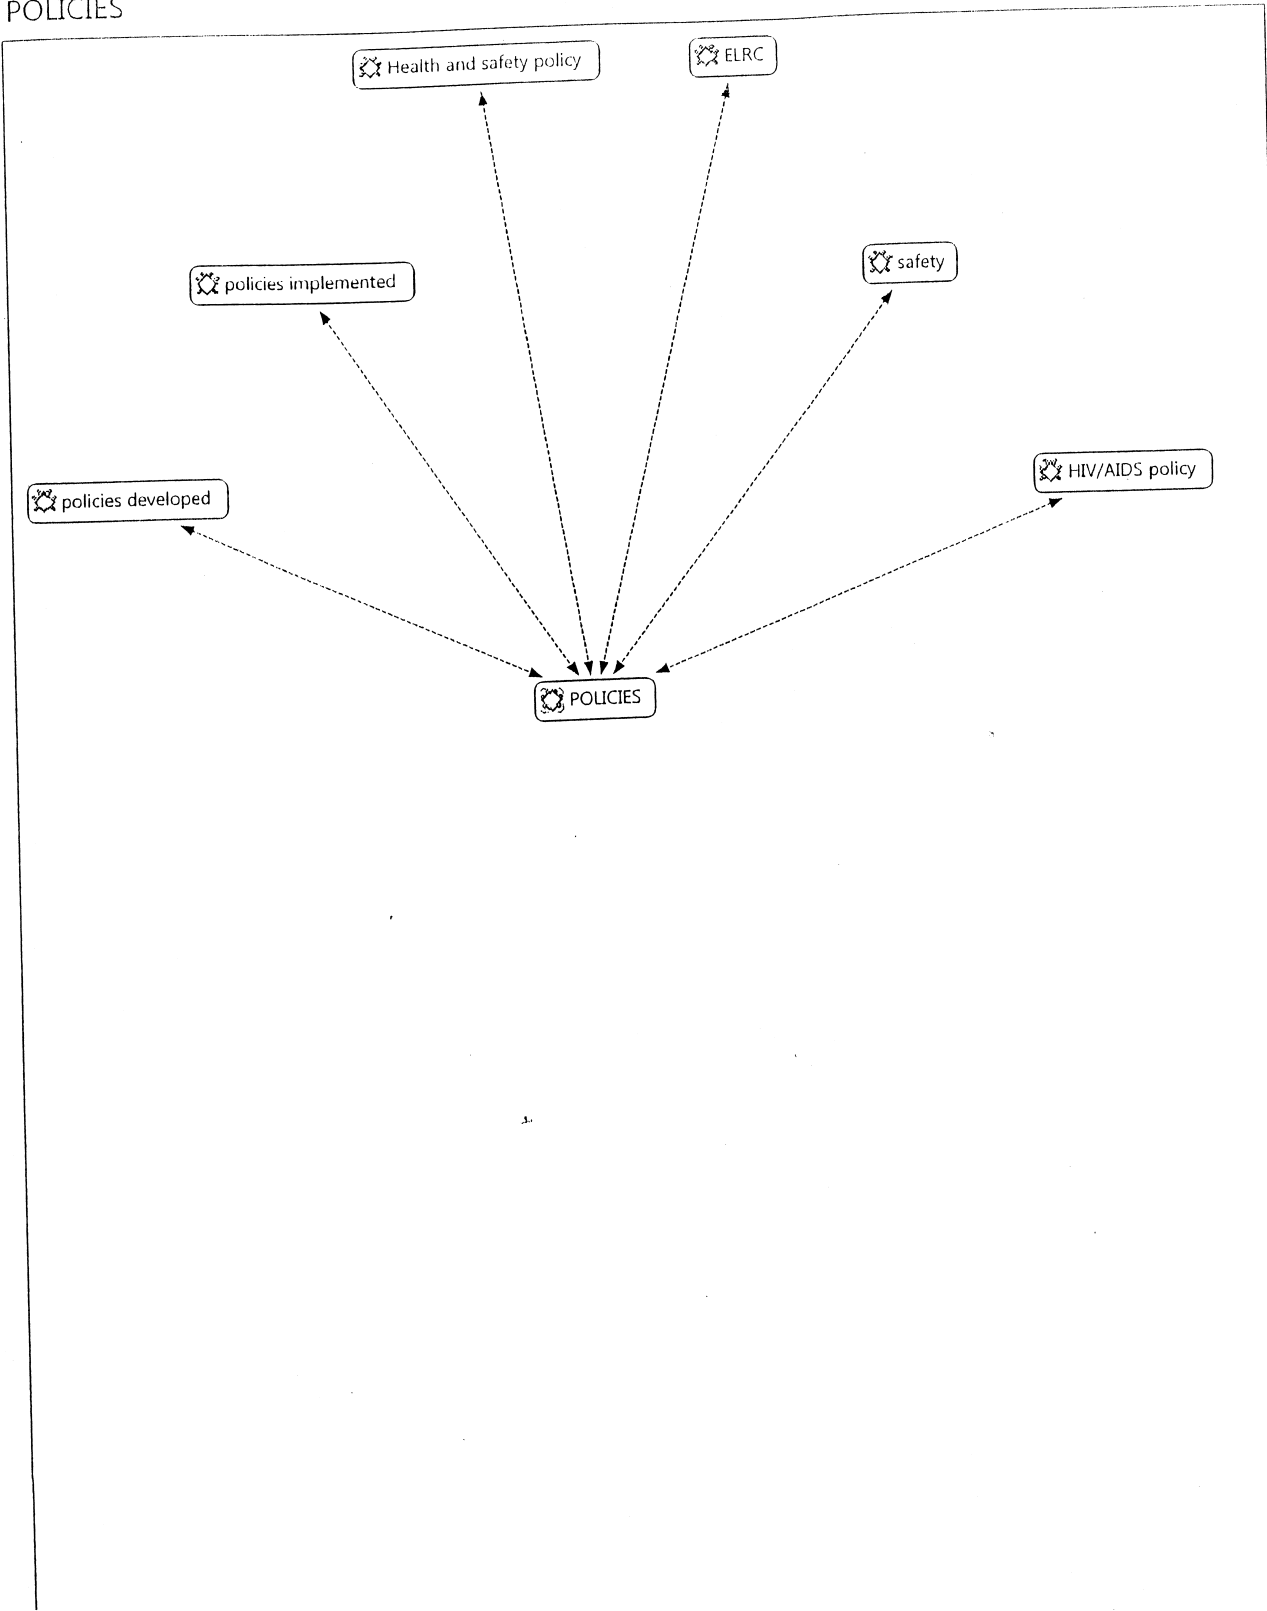 POLICIES
Health and safety policy
ELRC
policies implemented
safety
policies developed
HIV/AIDS policy
POLICIES